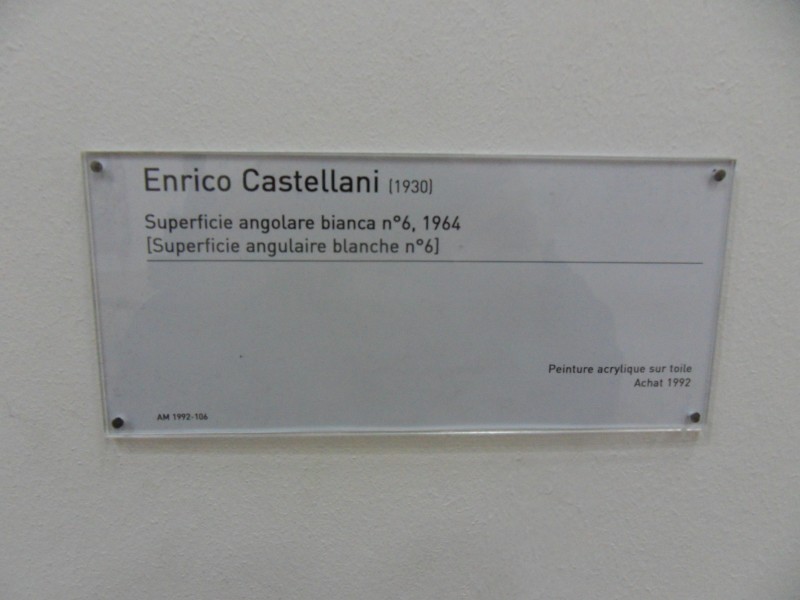 Enrico Castellani (1930)
Superficie angolare bianca n°6, 1964
[Superficie angulaire blanche n°6]
Peinture acrylique sur toile
Achat 1992
AM 1992-106